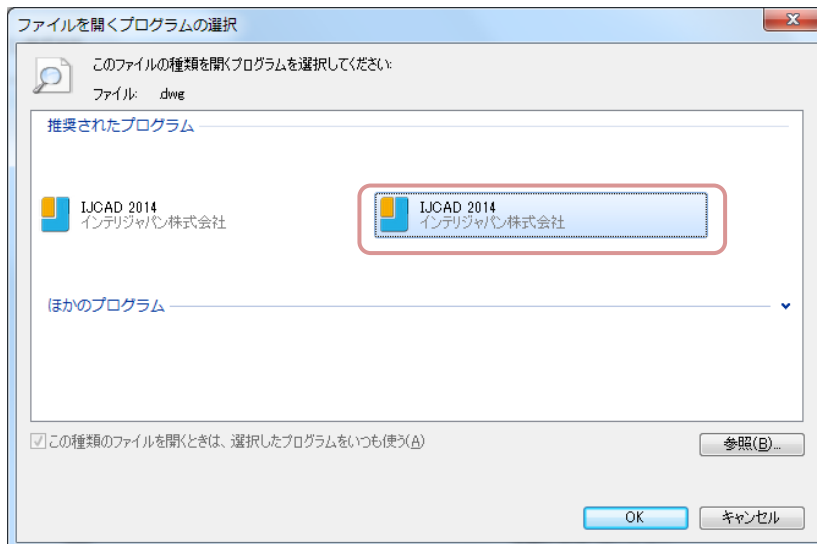 ファイルを開くプログラムの選択
このファイルの種類を開くプログラムを選択してください:
ファイル: .dwg
推奨されたプログラム
IJCAD 2014
インテリジャパン株式会社
IJCAD 2014
インテリジャパン株式会社
ほかのプログラム
この種類のファイルを開くときは、選択したプログラムをいつも使う(A)
参照(B)...
OK
キャンセル